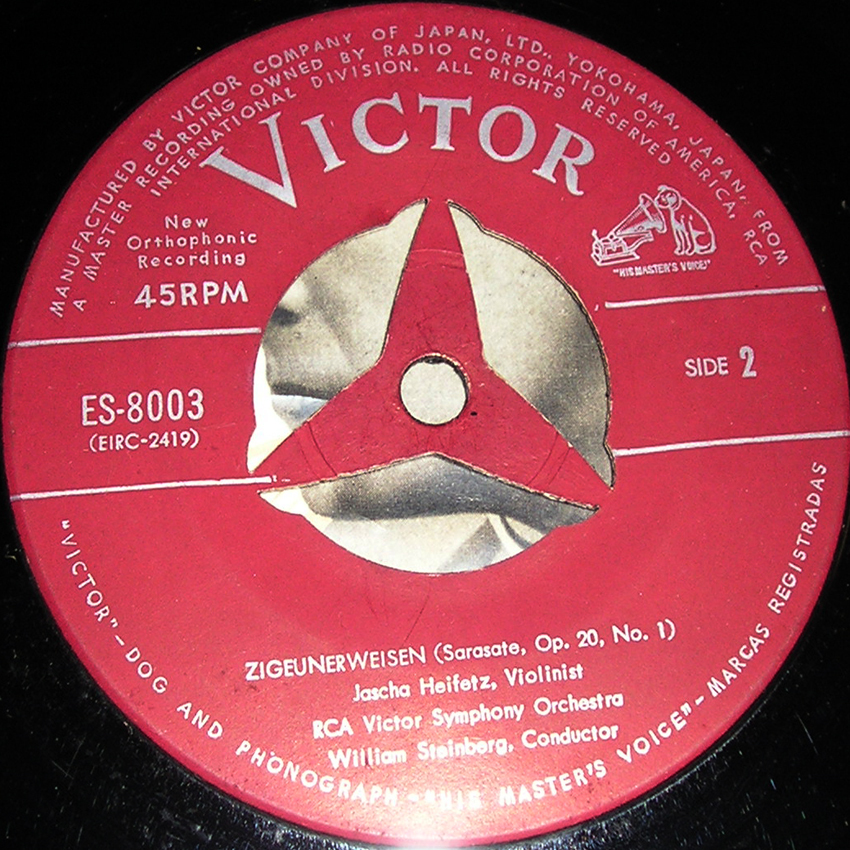 MANUFACTURED BY VICTOR COMPANY OF JAPAN, LTD., YOKOHAMA, JAPAN, FROM
A MASTER RECORDING OWNED BY RADIO CORPORATION OF AMERICA, RCA
INTERNATIONAL DIVISION. ALL RIGHTS RESERVED
VICTOR
New
Orthophonic
Recording
45RPM
"HIS MASTER'S VOICE"
SIDE 2
ES-8003
(EIRC-2419)
ZIGEUNERWEISEN (Sarasate, Op. 20, No. 1)
Jascha Heifetz, Violinist
RCA Victor Symphony Orchestra
William Steinberg, Conductor
"VICTOR"-DOG AND PHONOGRAPH-"HIS MASTER'S VOICE"-MARCAS REGISTRADAS